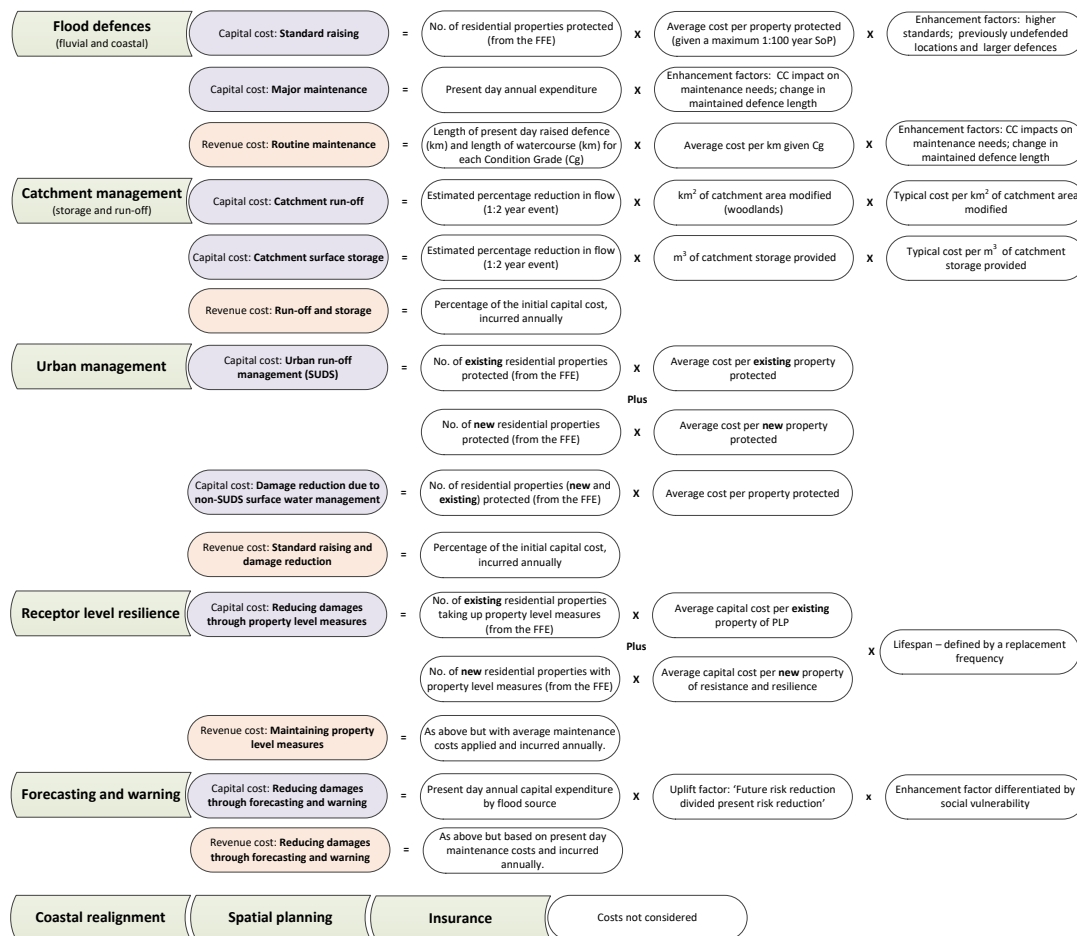 Flood defences
(fluvial and coastal)
Capital cost: Standard raising
=
No. of residential properties protected
(from the FFE)
X
Average cost per property protected
(given a maximum 1:100 year SoP)
X
Enhancement factors: higher
standards; previously undefended
locations and larger defences
Capital cost: Major maintenance
=
Present day annual expenditure
X
Enhancement factors: CC impact on
maintenance needs; change in
maintained defence length
Revenue cost: Routine maintenance
=
Length of present day raised defence
(km) and length of watercourse (km) for
each Condition Grade (Cg)
X
Average cost per km given Cg
X
Enhancement factors: CC impacts on
maintenance needs; change in
maintained defence length
Catchment management
(storage and run-off)
Capital cost: Catchment run-off
=
Estimated percentage reduction in flow
(1:2 year event)
X
km² of catchment area modified
(woodlands)
X
Typical cost per km² of catchment area
modified
Capital cost: Catchment surface storage
=
Estimated percentage reduction in flow
(1:2 year event)
X
m³ of catchment storage provided
X
Typical cost per m³ of catchment
storage provided
Revenue cost: Run-off and storage
=
Percentage of the initial capital cost,
incurred annually
Urban management
Capital cost: Urban run-off
management (SUDS)
=
No. of existing residential properties
protected (from the FFE)
X
Average cost per existing property
protected
Plus
No. of new residential properties
protected (from the FFE)
X
Average cost per new property
protected
Capital cost: Damage reduction due to
non-SUDS surface water management
=
No. of residential properties (new and
existing) protected (from the FFE)
X
Average cost per property protected
Revenue cost: Standard raising and
damage reduction
=
Percentage of the initial capital cost,
incurred annually
Receptor level resilience
Capital cost: Reducing damages
through property level measures
=
No. of existing residential properties
taking up property level measures
(from the FFE)
X
Average capital cost per existing
property of PLP
Plus
X
Lifespan – defined by a replacement
frequency
No. of new residential properties with
property level measures (from the FFE)
X
Average capital cost per new property
of resistance and resilience
Revenue cost: Maintaining property
level measures
=
As above but with average maintenance
costs applied and incurred annually.
Forecasting and warning
Capital cost: Reducing damages
through forecasting and warning
=
Present day annual capital expenditure
by flood source
X
Uplift factor: ‘Future risk reduction
divided present risk reduction’
x
Enhancement factor differentiated by
social vulnerability
Revenue cost: Reducing damages
through forecasting and warning
=
As above but based on present day
maintenance costs and incurred
annually.
Coastal realignment
Spatial planning
Insurance
Costs not considered